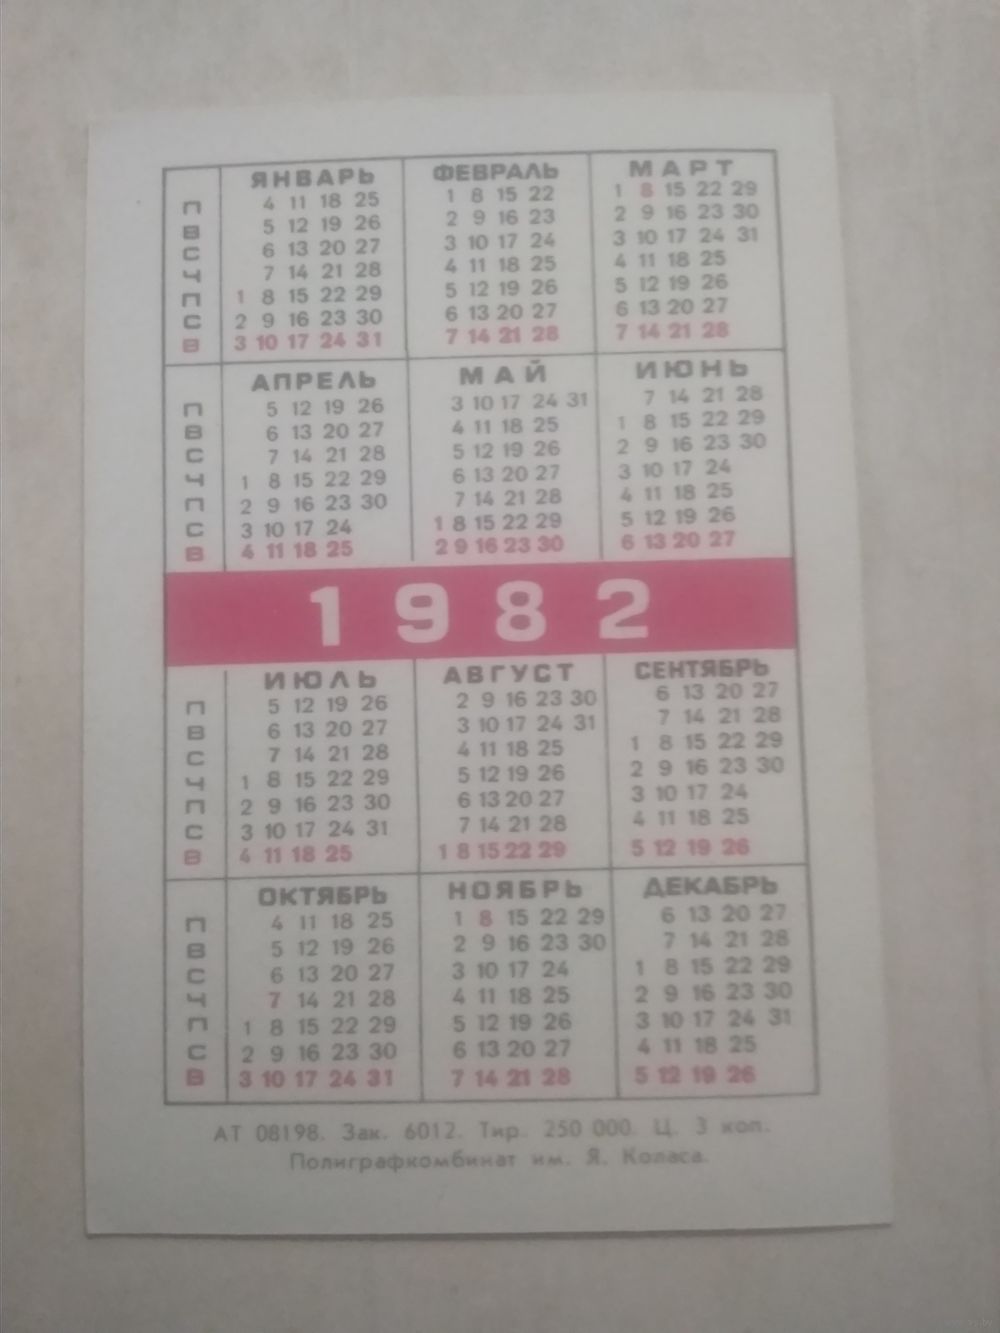 ЯНВАРЬ ФЕВРАЛЬ МАРТ
П 4 11 18 25 1 8 15 22 1 8 15 22 29
В 5 12 19 26 2 9 16 23 2 9 16 23 30
С 6 13 20 27 3 10 17 24 3 10 17 24 31
Ч 7 14 21 28 4 11 18 25 4 11 18 25
П 1 8 15 22 29 5 12 19 26 5 12 19 26
С 2 9 16 23 30 6 13 20 27 6 13 20 27
В 3 10 17 24 31 7 14 21 28 7 14 21 28
АПРЕЛЬ МАЙ ИЮНЬ
П 5 12 19 26 3 10 17 24 31 7 14 21 28
В 6 13 20 27 4 11 18 25 1 8 15 22 29
С 7 14 21 28 5 12 19 26 2 9 16 23 30
Ч 1 8 15 22 29 6 13 20 27 3 10 17 24
П 2 9 16 23 30 7 14 21 28 4 11 18 25
С 3 10 17 24 1 8 15 22 29 5 12 19 26
В 4 11 18 25 2 9 16 23 30 6 13 20 27
1982
ИЮЛЬ АВГУСТ СЕНТЯБРЬ
П 5 12 19 26 2 9 16 23 30 6 13 20 27
В 6 13 20 27 3 10 17 24 31 7 14 21 28
С 7 14 21 28 4 11 18 25 1 8 15 22 29
Ч 1 8 15 22 29 5 12 19 26 2 9 16 23 30
П 2 9 16 23 30 6 13 20 27 3 10 17 24
С 3 10 17 24 31 7 14 21 28 4 11 18 25
В 4 11 18 25 1 8 15 22 29 5 12 19 26
ОКТЯБРЬ НОЯБРЬ ДЕКАБРЬ
П 4 11 18 25 1 8 15 22 29 6 13 20 27
В 5 12 19 26 2 9 16 23 30 7 14 21 28
С 6 13 20 27 3 10 17 24 1 8 15 22 29
Ч 7 14 21 28 4 11 18 25 2 9 16 23 30
П 1 8 15 22 29 5 12 19 26 3 10 17 24 31
С 2 9 16 23 30 6 13 20 27 4 11 18 25
В 3 10 17 24 31 7 14 21 28 5 12 19 26
АТ 08198. Зак. 6012. Тир. 250 000. Ц. 3 коп.
Полиграфкомбинат им. Я. Коласа.